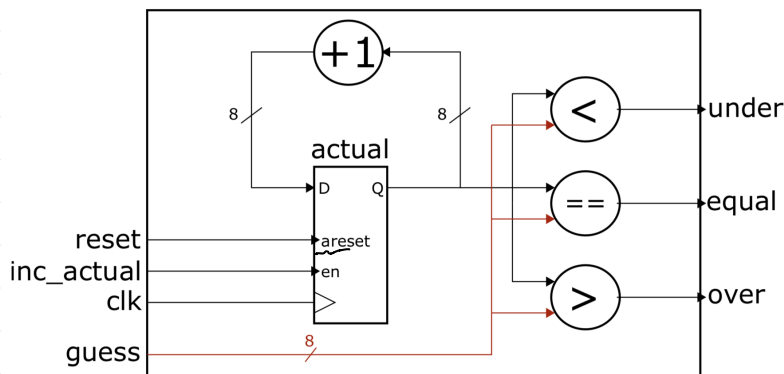 +1
8
8
actual
D
Q
<
under
==
equal
reset
areset
inc_actual
en
clk
>
over
8
guess